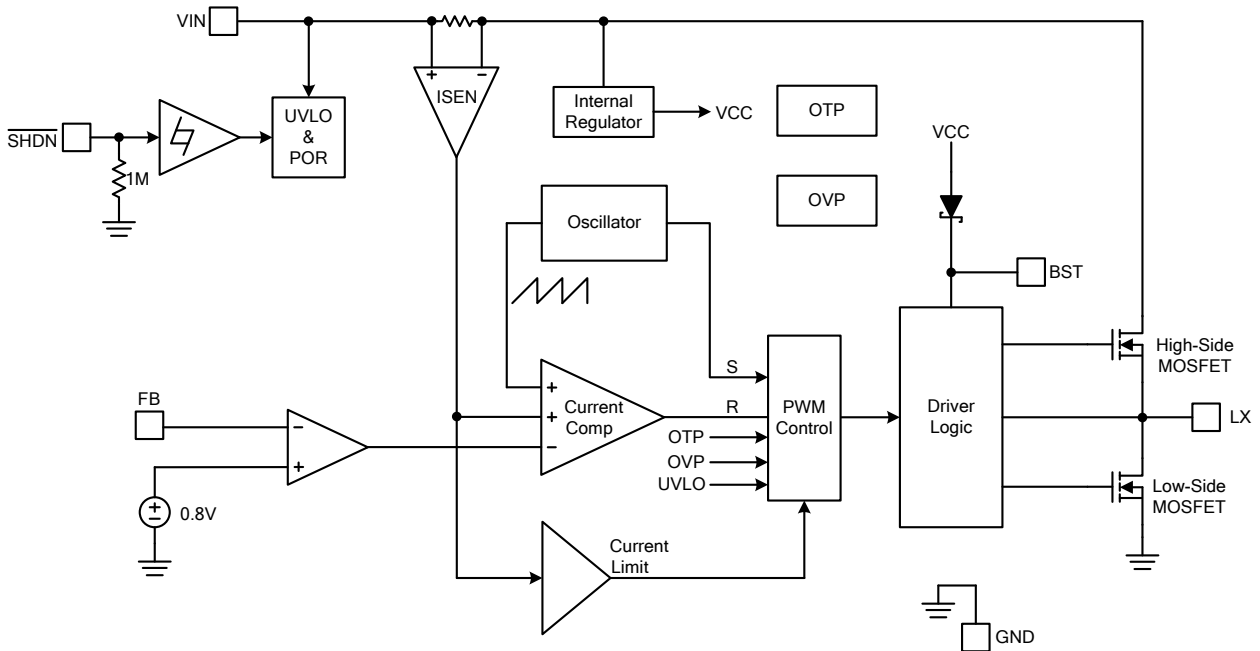 VIN
+ -
ISEN
UVLO
&
POR
Internal
Regulator
VCC
OTP
SHDN
1M
VCC
OVP
Oscillator
BST
High-Side
MOSFET
S
FB
-
+
0.8V
+
+
-
Current
Comp
R
OTP
OVP
UVLO
PWM
Control
Driver
Logic
LX
Low-Side
MOSFET
Current
Limit
GND